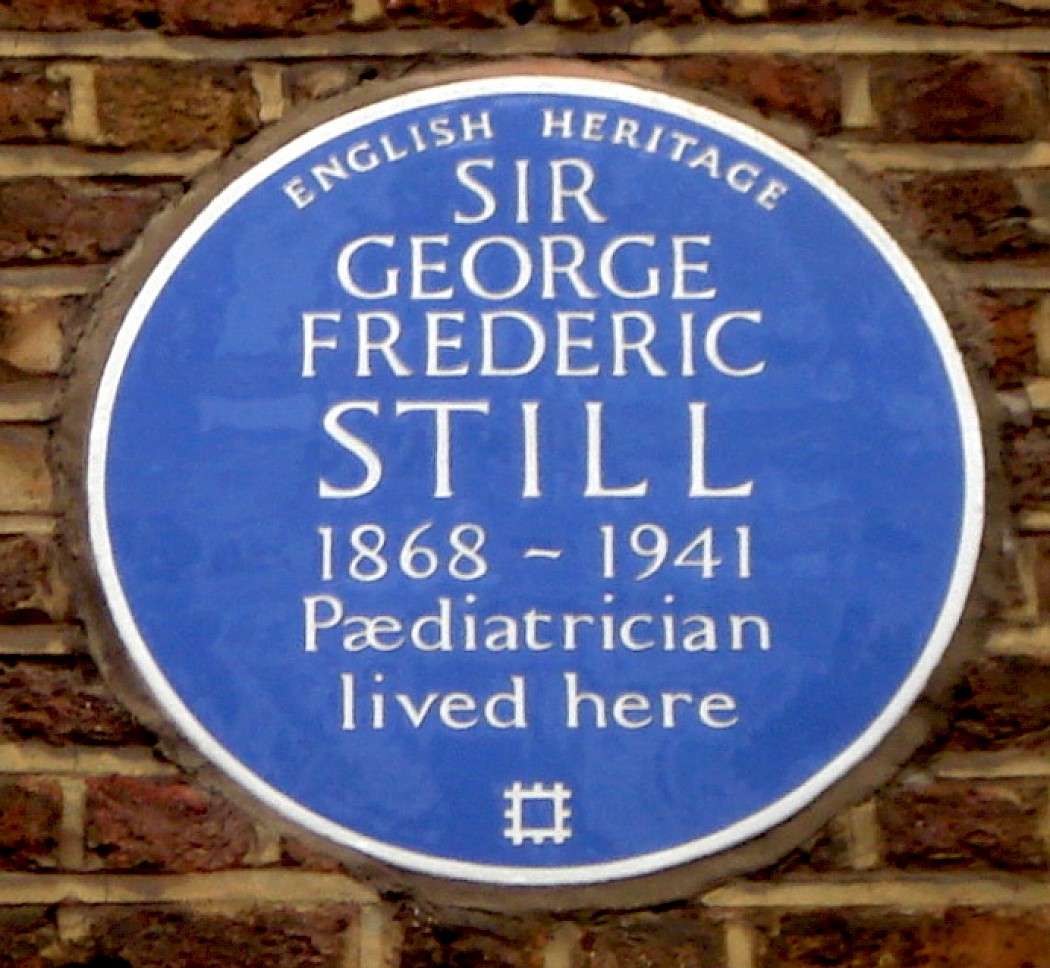 ENGLISH HERITAGE
SIR
GEORGE
FREDERIC
STILL
1868 ~ 1941
Pædiatrician
lived here